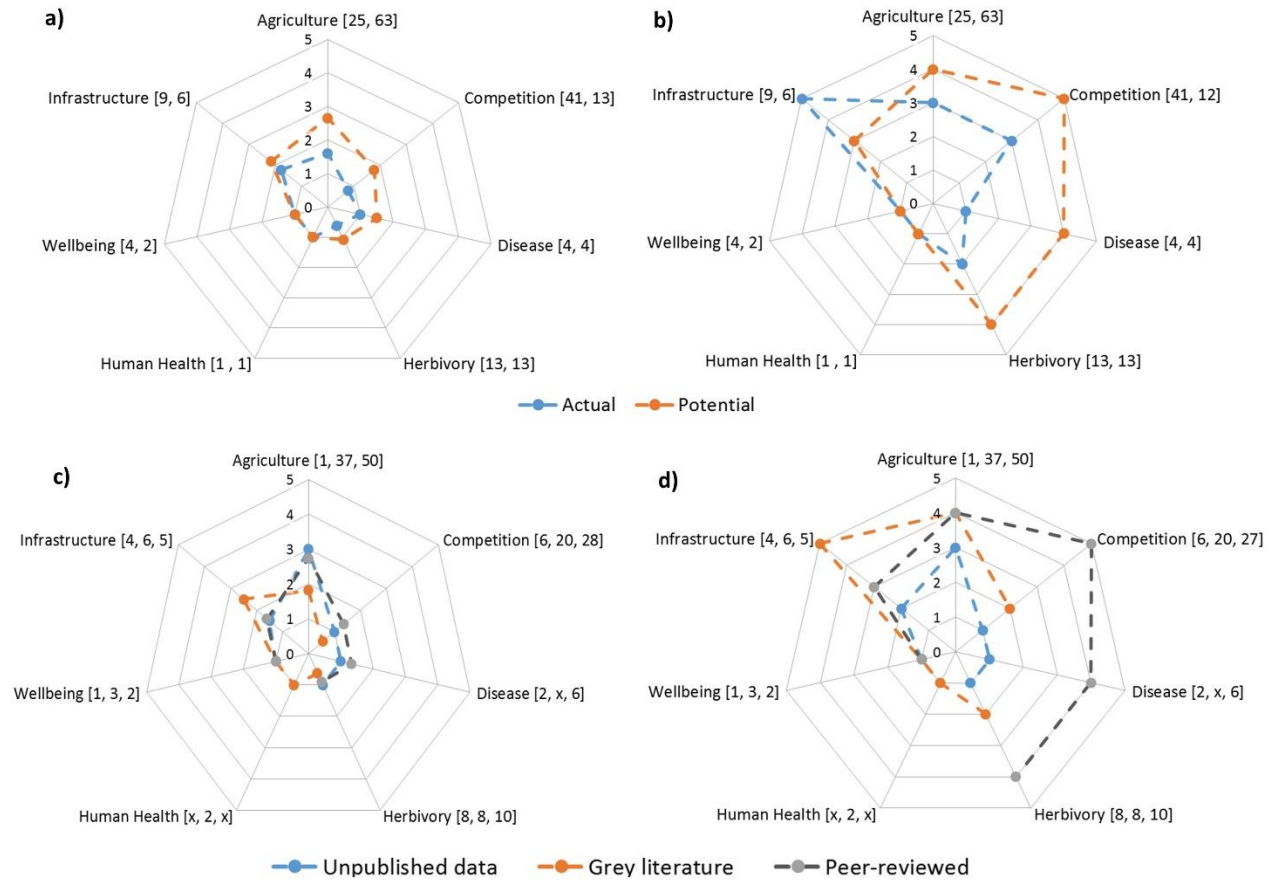 a)
Agriculture [25, 63]
5
4
3
2
1
0
Competition [41, 13]
Disease [4, 4]
Herbivory [13, 13]
Human Health [1 , 1]
Wellbeing [4, 2]
Infrastructure [9, 6]
b)
Agriculture [25, 63]
5
4
3
2
1
0
Competition [41, 12]
Disease [4, 4]
Herbivory [13, 13]
Human Health [1, 1]
Wellbeing [4, 2]
Infrastructure [9, 6]
Actual
Potential
c)
Agriculture [1, 37, 50]
5
4
3
2
1
0
Competition [6, 20, 28]
Disease [2, x, 6]
Herbivory [8, 8, 10]
Human Health [x, 2, x]
Wellbeing [1, 3, 2]
Infrastructure [4, 6, 5]
d)
Agriculture [1, 37, 50]
5
4
3
2
1
0
Competition [6, 20, 27]
Disease [2, x, 6]
Herbivory [8, 8, 10]
Human Health [x, 2, x]
Wellbeing [1, 3, 2]
Infrastructure [4, 6, 5]
Unpublished data
Grey literature
Peer-reviewed